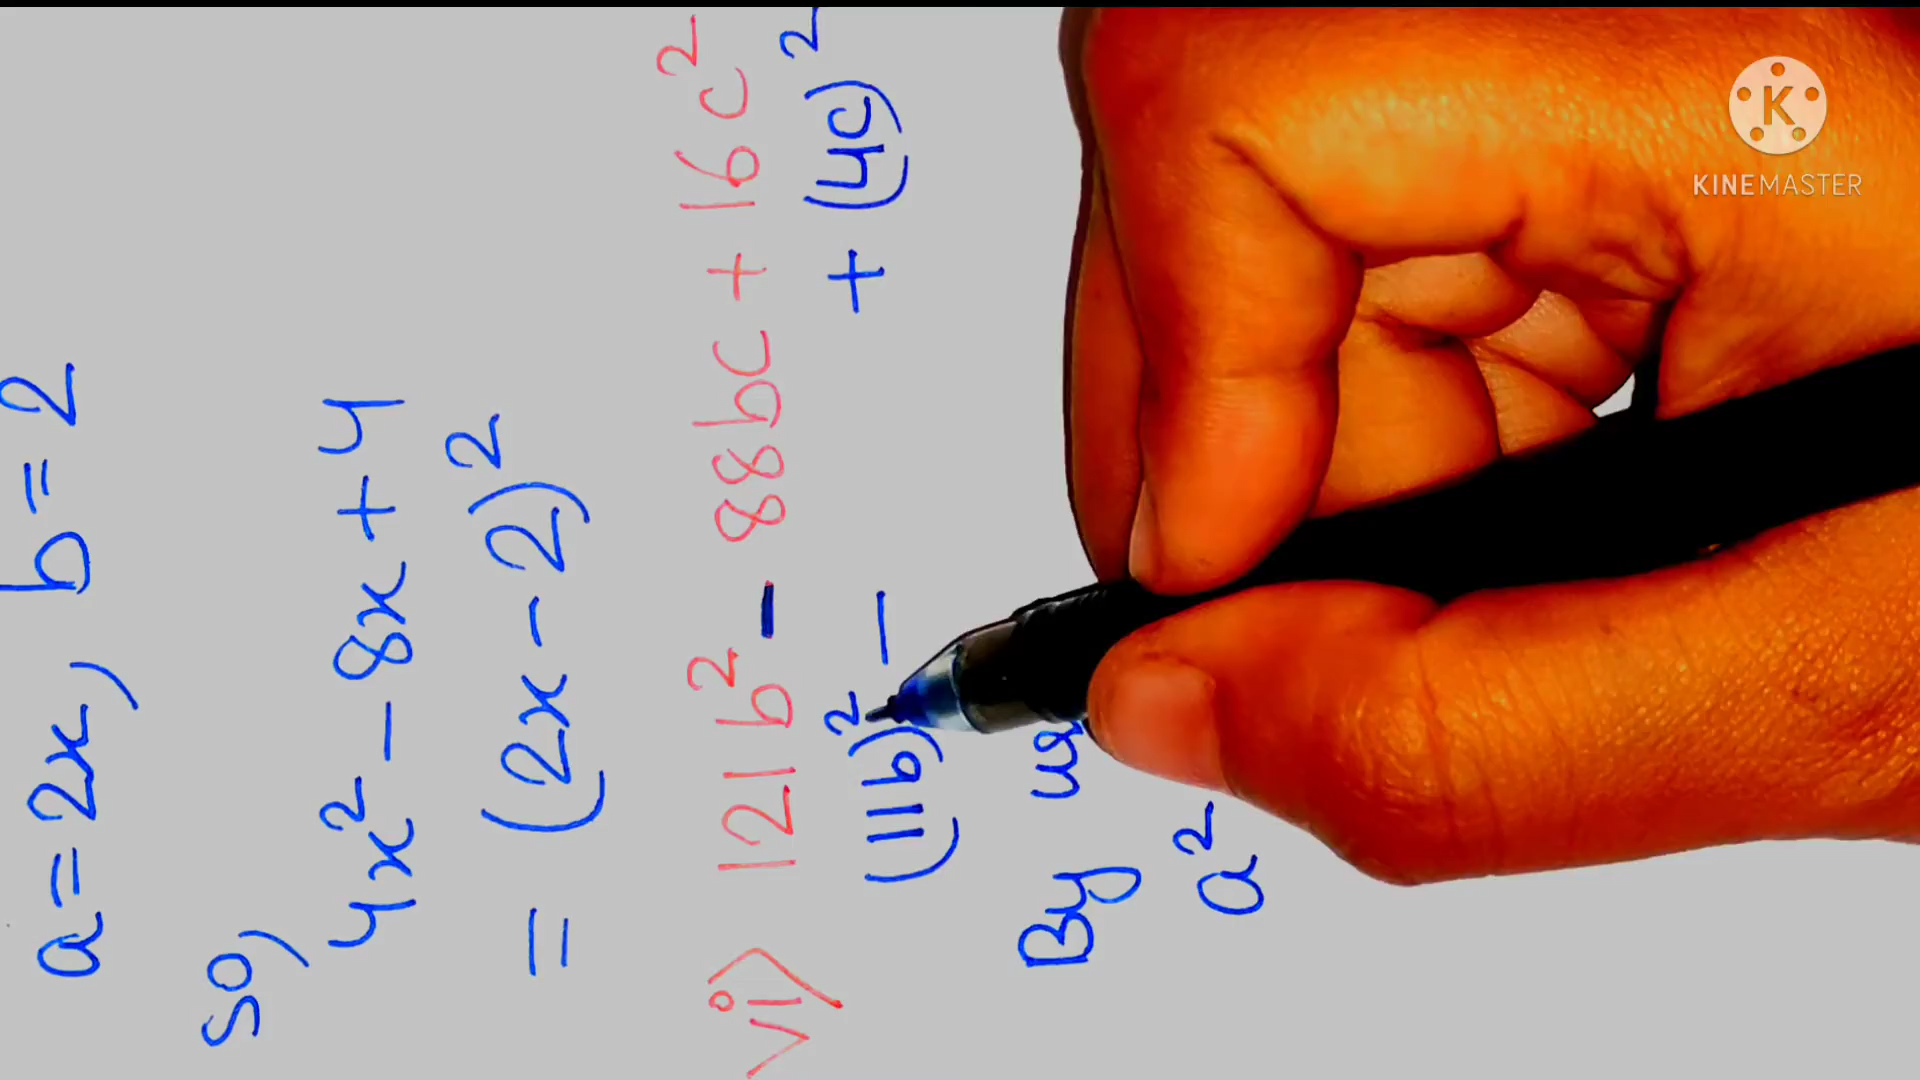 a = 2x, b = 2
so,
4x² - 8x + 4
= (2x - 2)²
vi) 121b² - 88bc + 16c²
(11b)² - + (4c)²
By
a²
KINEMASTER